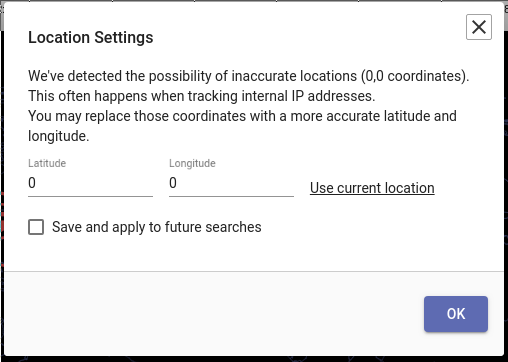 Location Settings
We've detected the possibility of inaccurate locations (0,0 coordinates).
This often happens when tracking internal IP addresses.
You may replace those coordinates with a more accurate latitude and
longitude.
Latitude Longitude
0 0 Use current location
Save and apply to future searches
OK